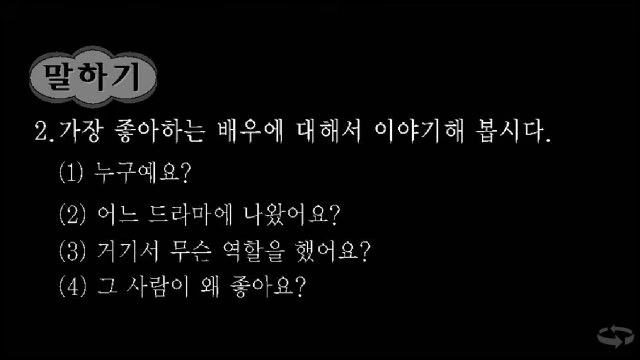 말하기
2.가장 좋아하는 배우에 대해서 이야기해 봅시다.
(1) 누구예요?
(2) 어느 드라마에 나왔어요?
(3) 거기서 무슨 역할을 했어요?
(4) 그 사람이 왜 좋아요?